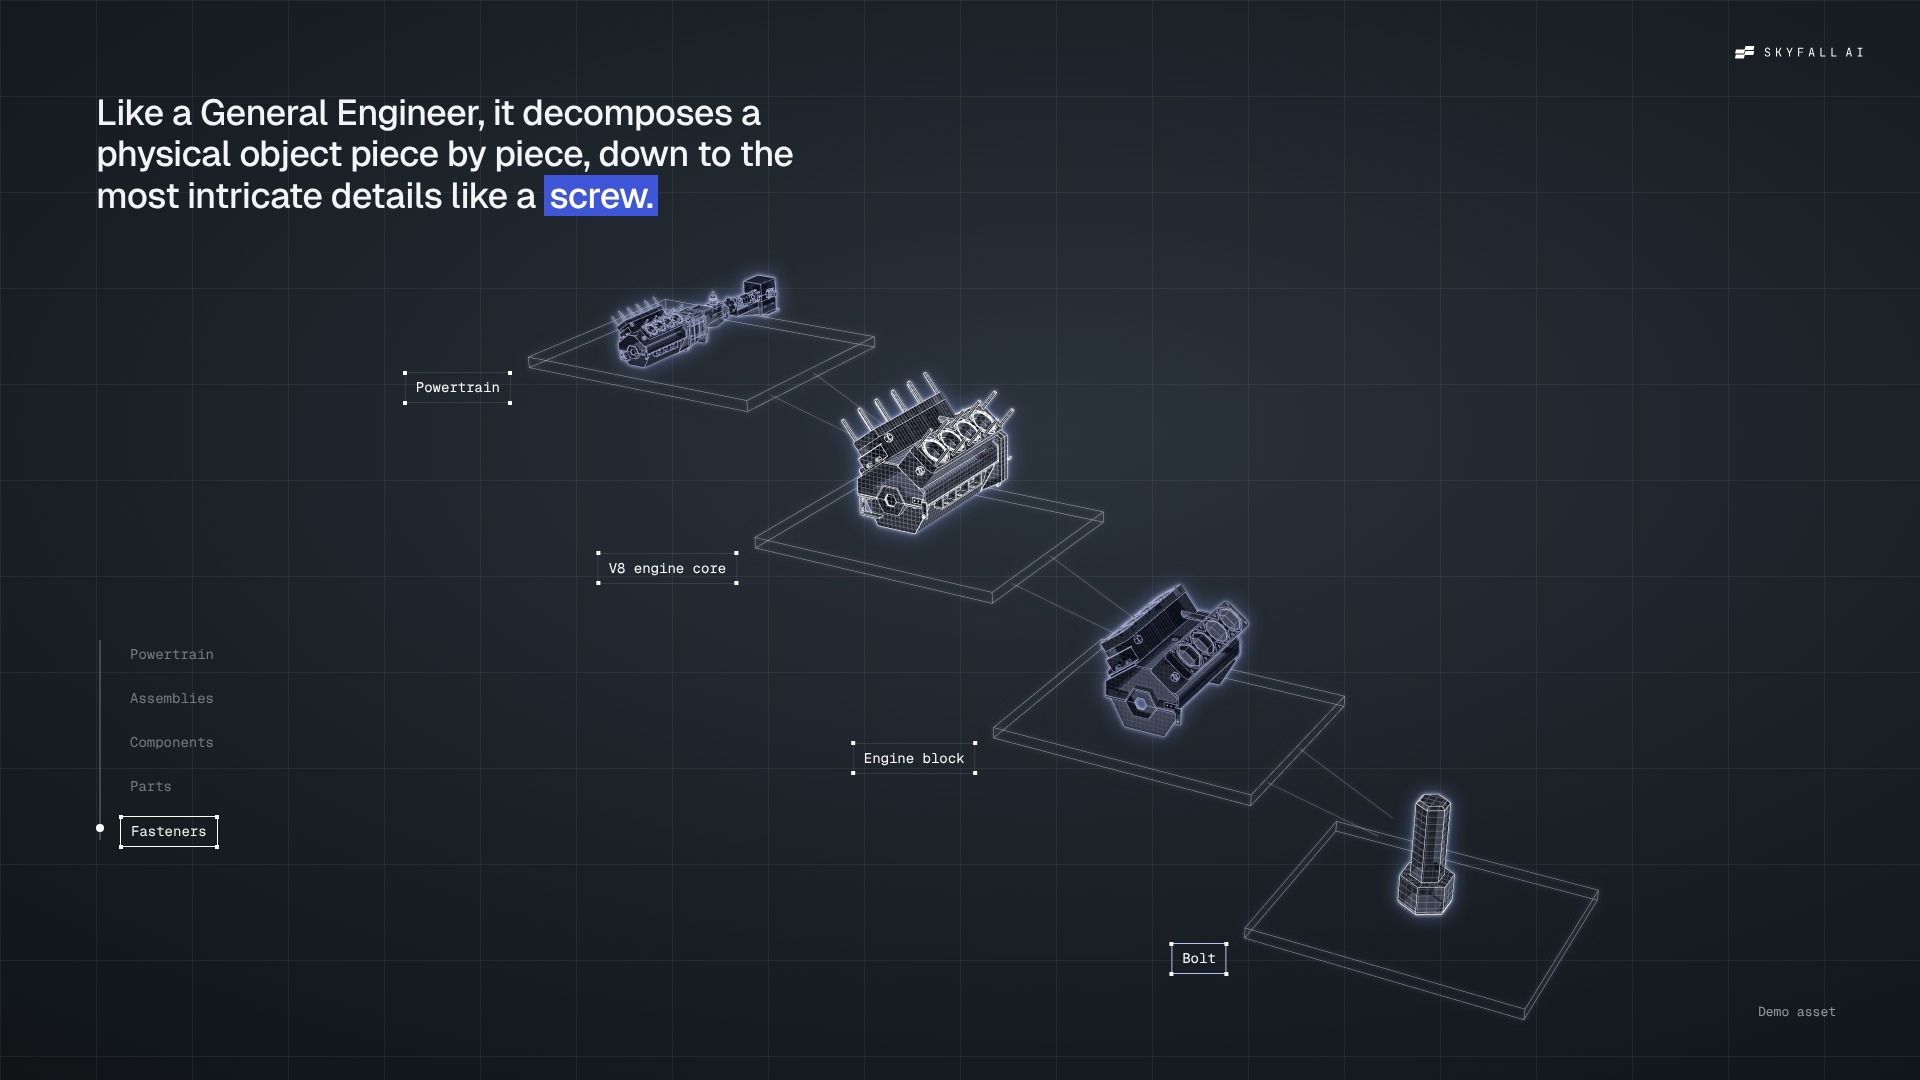 SKYFALL AI
Like a General Engineer, it decomposes a
physical object piece by piece, down to the
most intricate details like a screw.
Powertrain
V8 engine core
Engine block
Bolt
Powertrain
Assemblies
Components
Parts
Fasteners
Demo asset